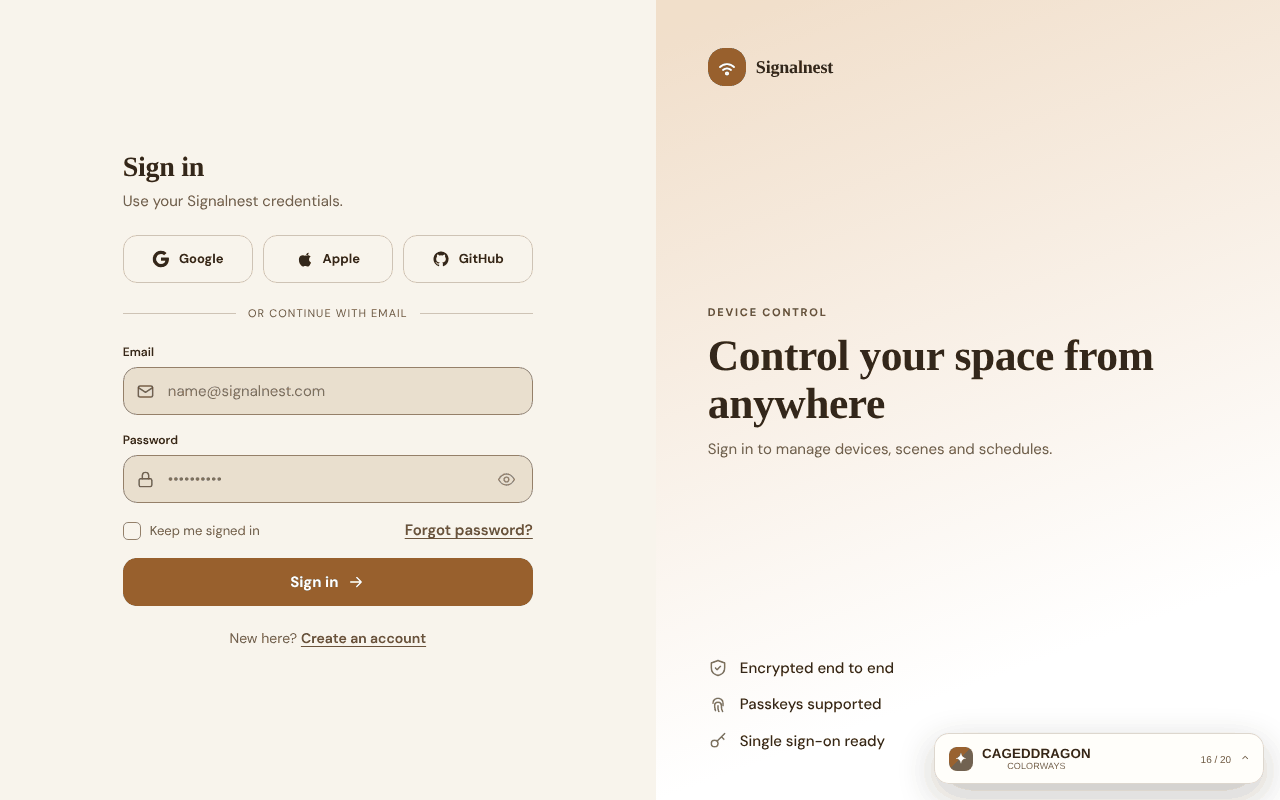 Sign in
Use your Signalnest credentials.
Google
Apple
GitHub
OR CONTINUE WITH EMAIL
Email
name@signalnest.com
Password
••••••••••
Keep me signed in
Forgot password?
Sign in →
New here? Create an account
Signalnest
DEVICE CONTROL
Control your space from
anywhere
Sign in to manage devices, scenes and schedules.
Encrypted end to end
Passkeys supported
Single sign-on ready
CAGEDDRAGON
COLORWAYS
16 / 20